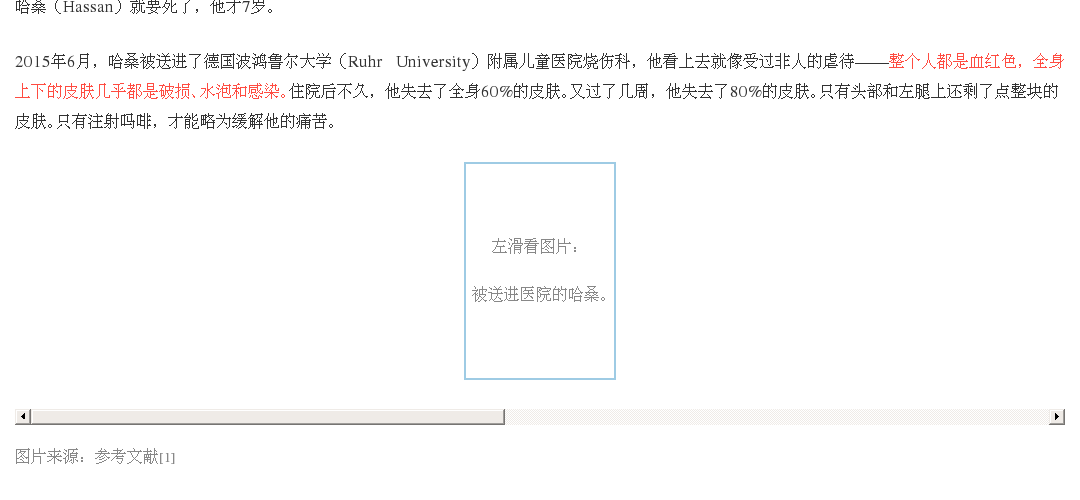 哈桑（Hassan）就要死了，他才7岁。
2015年6月，哈桑被送进了德国波鸿鲁尔大学（Ruhr University）附属儿童医院烧伤科，他看上去就像受过非人的虐待——整个人都是血红色，全身
上下的皮肤几乎都是破损、水泡和感染。住院后不久，他失去了全身60%的皮肤。又过了几周，他失去了80%的皮肤。只有头部和左腿上还剩了点整块的
皮肤。只有注射吗啡，才能略为缓解他的痛苦。
左滑看图片：
被送进医院的哈桑。
图片来源：参考文献[1]